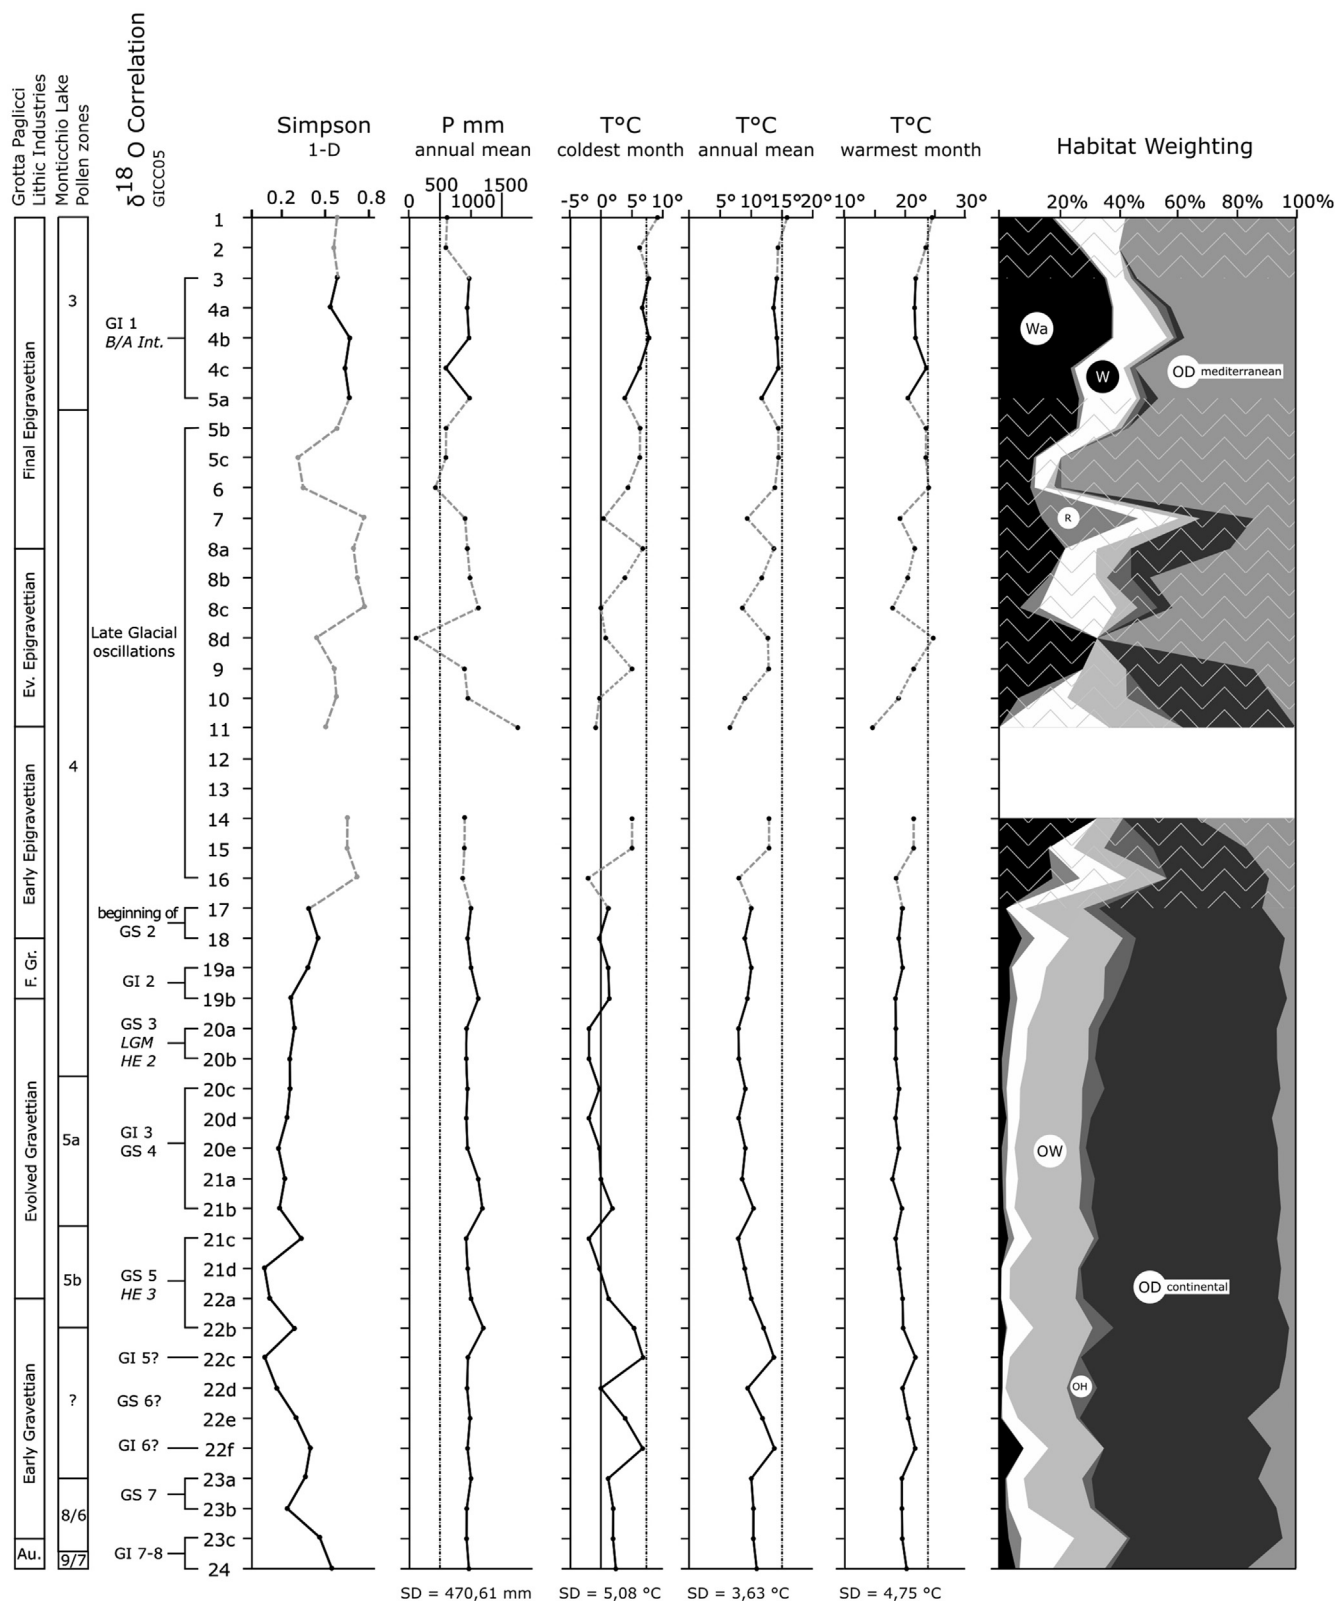 Grotta Paglicci
Lithic Industries
Monticchio Lake
Pollen zones
δ18 O Correlation
GICC05
Simpson
1-D
P mm
annual mean
T°C
coldest month
T°C
annual mean
T°C
warmest month
Habitat Weighting
0.2 0.5 0.8
0 500 1000 1500
-5° 0° 5° 10°
5° 10° 15° 20°
10° 20° 30°
20% 40% 60% 80% 100%
Final Epigravettian
Ev. Epigravettian
Early Epigravettian
F. Gr.
Evolved Gravettian
Early Gravettian
Au.
3
4
5a
5b
?
8/6
9/7
GI 1
B/A Int.
Late Glacial
oscillations
beginning of
GS 2
GI 2
GS 3
LGM
HE 2
GI 3
GS 4
GS 5
HE 3
GI 5?
GS 6?
GI 6?
GS 7
GI 7-8
1
2
3
4a
4b
4c
5a
5b
5c
6
7
8a
8b
8c
8d
9
10
11
12
13
14
15
16
17
18
19a
19b
20a
20b
20c
20d
20e
21a
21b
21c
21d
22a
22b
22c
22d
22e
22f
23a
23b
23c
24
Wa
W
OD mediterranean
R
OW
OD continental
OH
SD = 470,61 mm
SD = 5,08 °C
SD = 3,63 °C
SD = 4,75 °C